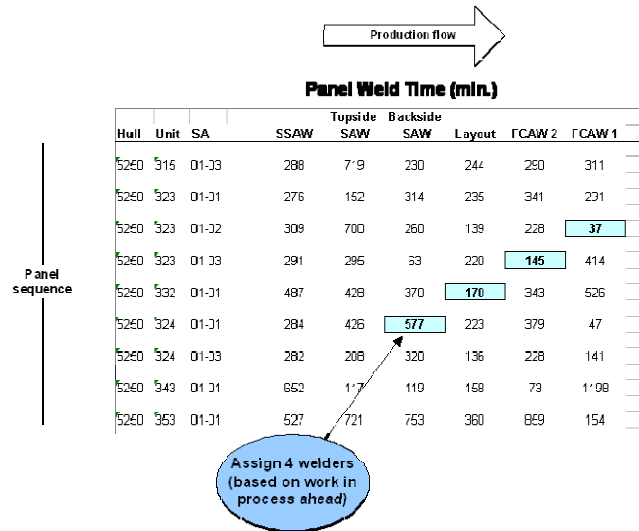 Production flow
Panel Weld Time (min.)
Topside Backside
Hull Unit SA SSAW SAW SAW Layout FCAW 2 FCAW 1
5250 315 01-03 288 719 230 244 290 311
5250 323 01-01 276 152 314 235 341 231
5250 323 01-02 309 700 260 139 228 37
5250 323 01-03 291 295 63 220 145 414
Panel
sequence
5250 332 01-01 487 428 370 170 343 526
5250 324 01-01 284 426 577 223 379 47
5250 324 01-03 282 208 320 136 228 141
5250 343 01-01 652 117 119 158 73 1198
5250 353 01-01 527 721 753 360 859 154
Assign 4 welders
(based on work in
process ahead)